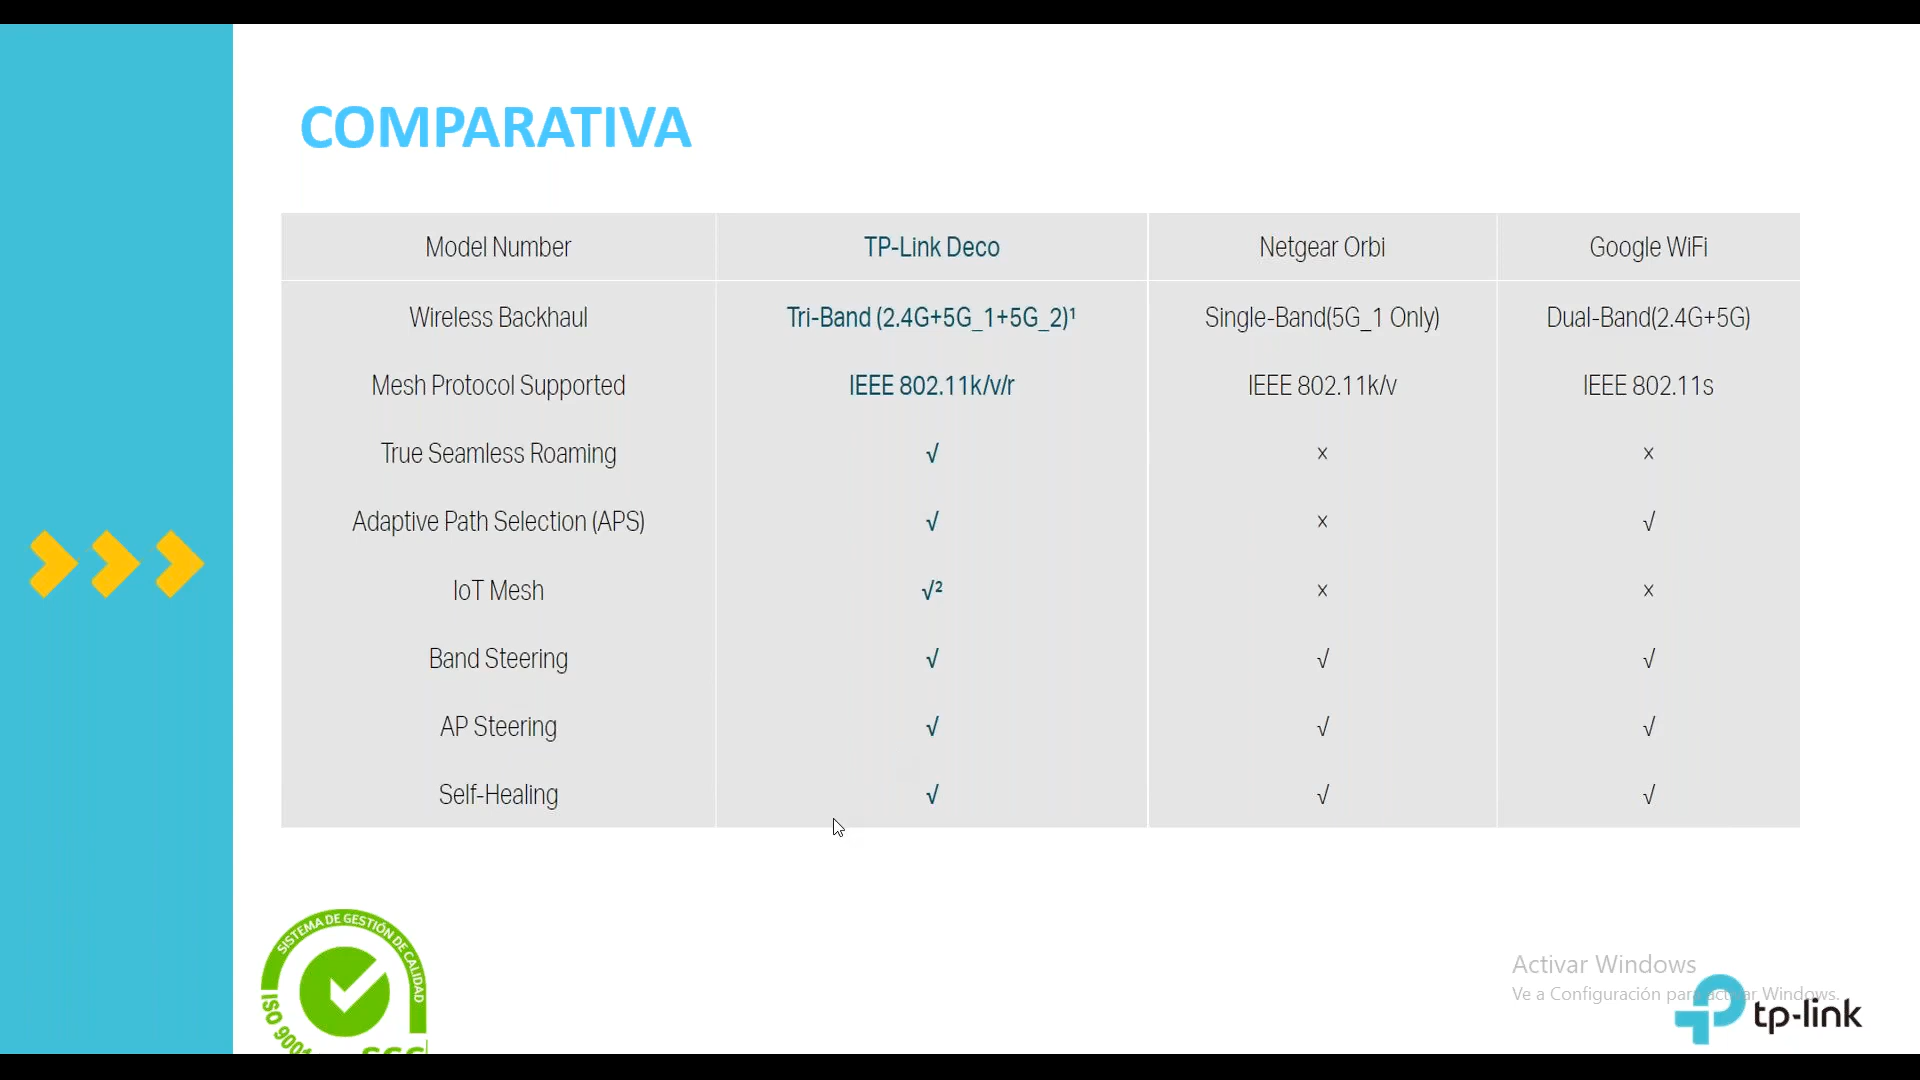 COMPARATIVA
Model Number TP-Link Deco Netgear Orbi Google WiFi
Wireless Backhaul Tri-Band (2.4G+5G_1+5G_2)¹ Single-Band(5G_1 Only) Dual-Band(2.4G+5G)
Mesh Protocol Supported IEEE 802.11k/v/r IEEE 802.11k/v IEEE 802.11s
True Seamless Roaming √ × ×
Adaptive Path Selection (APS) √ × √
IoT Mesh √² × ×
Band Steering √ √ √
AP Steering √ √ √
Self-Healing √ √ √
SISTEMA DE GESTIÓN DE CALIDAD
ISO 9001
Activar Windows
Ve a Configuración para activar Windows.
tp-link